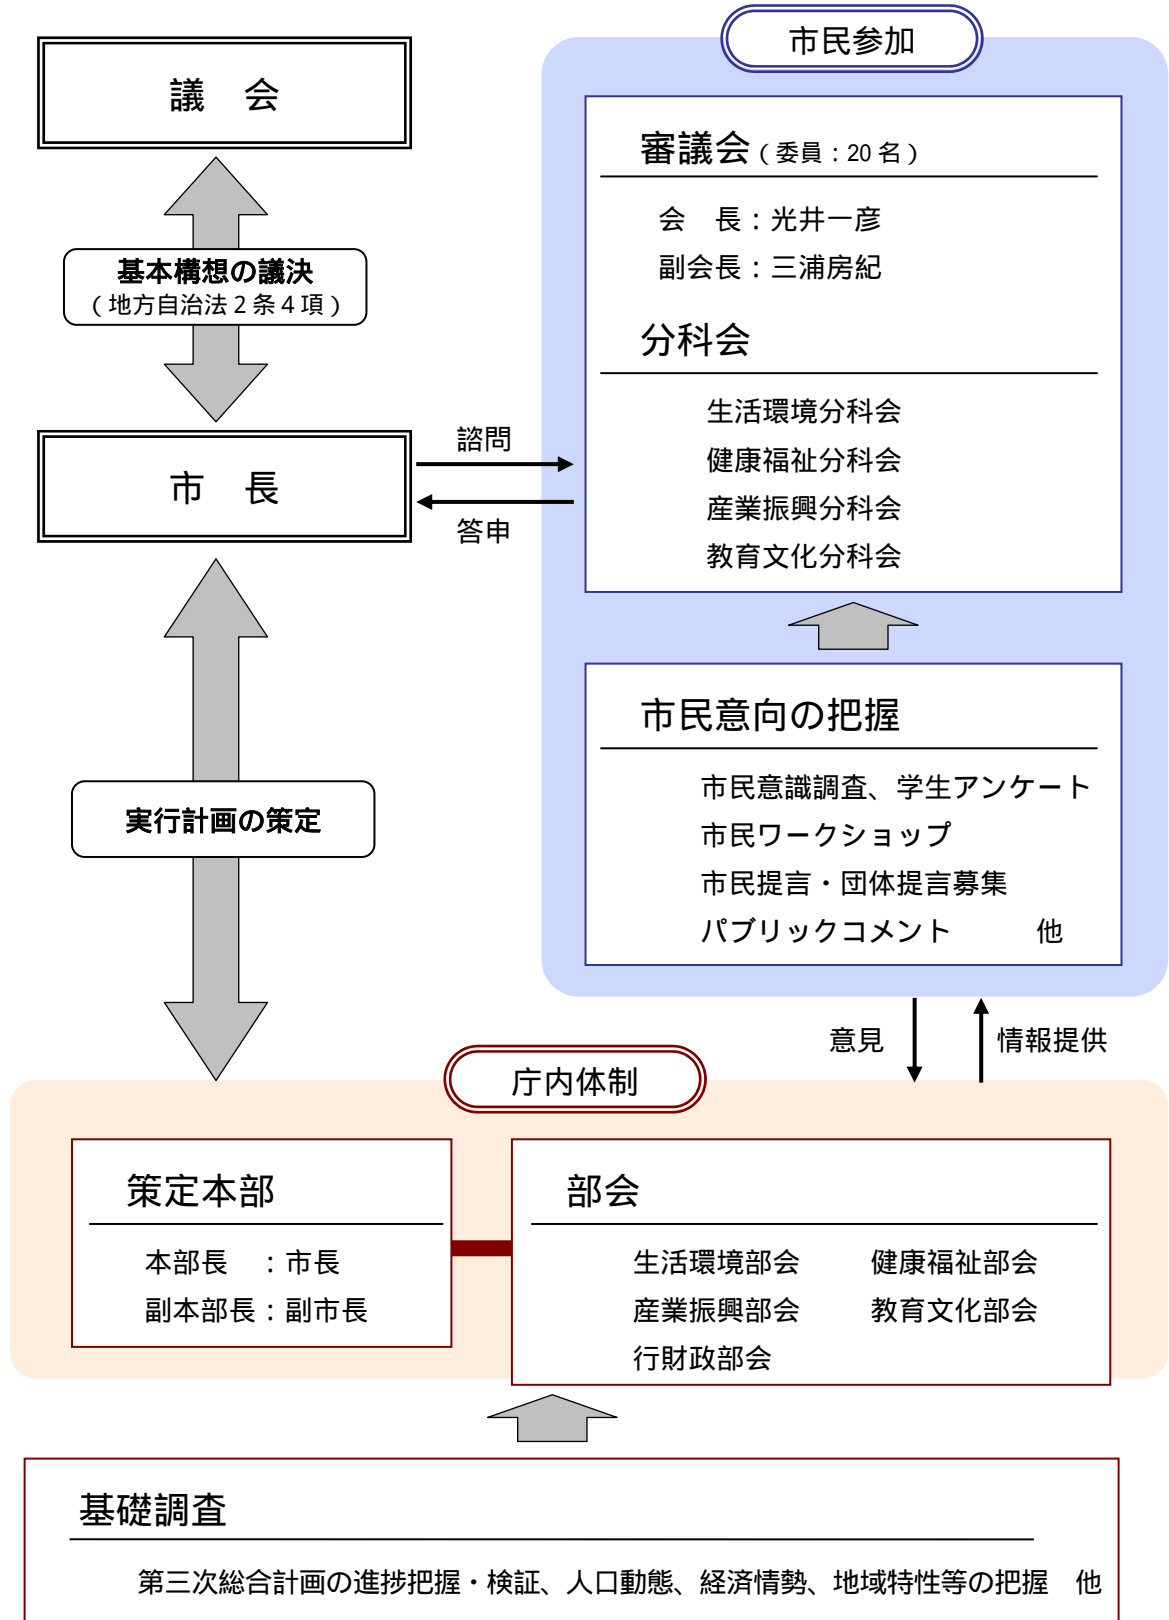 議　会
基本構想の議決
（地方自治法２条４項）
市　長
諮問
答申
実行計画の策定
市民参加
審議会（委員：20 名）
会　長：光井一彦
副会長：三浦房紀
分科会
生活環境分科会
健康福祉分科会
産業振興分科会
教育文化分科会
市民意向の把握
市民意識調査、学生アンケート
市民ワークショップ
市民提言・団体提言募集
パブリックコメント　　　他
意見
情報提供
庁内体制
策定本部
本部長　：市長
副本部長：副市長
部会
生活環境部会　　健康福祉部会
産業振興部会　　教育文化部会
行財政部会
基礎調査
第三次総合計画の進捗把握・検証、人口動態、経済情勢、地域特性等の把握　他